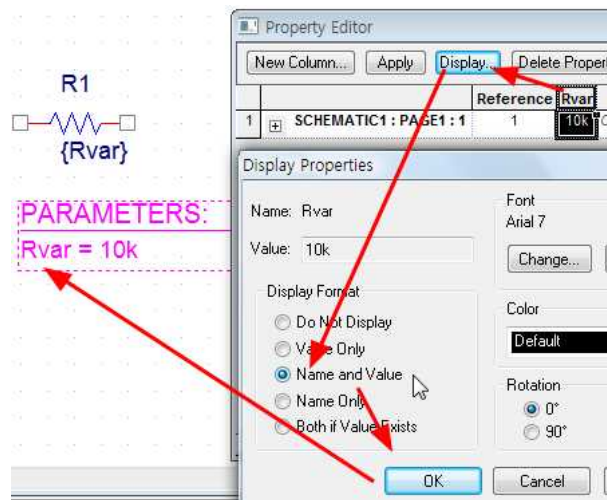 Property Editor
New Column... Apply Display... Delete Propert
Reference Rvar
1 SCHEMATIC1 : PAGE1 : 1 1 10k
R1
{Rvar}
PARAMETERS:
Rvar = 10k
Display Properties
Name: Rvar
Value: 10k
Font
Arial 7
Change...
Display Format
Do Not Display
Value Only
Name and Value
Name Only
Both if Value Exists
Color
Default
Rotation
0°
90°
OK Cancel